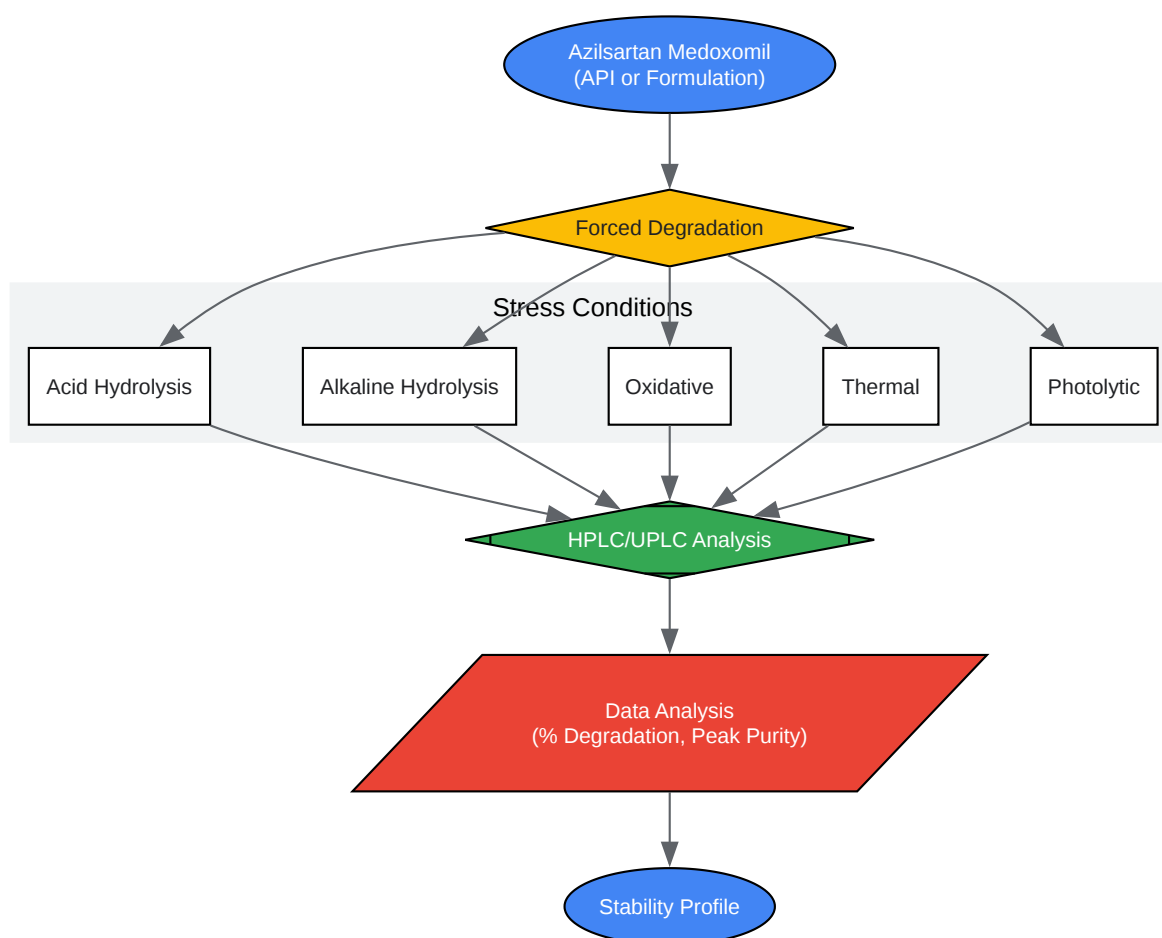 Azilsartan Medoxomil
(API or Formulation)
Forced Degradation
Stress Conditions
Acid Hydrolysis
Alkaline Hydrolysis
Oxidative
Thermal
Photolytic
HPLC/UPLC Analysis
Data Analysis
(% Degradation, Peak Purity)
Stability Profile